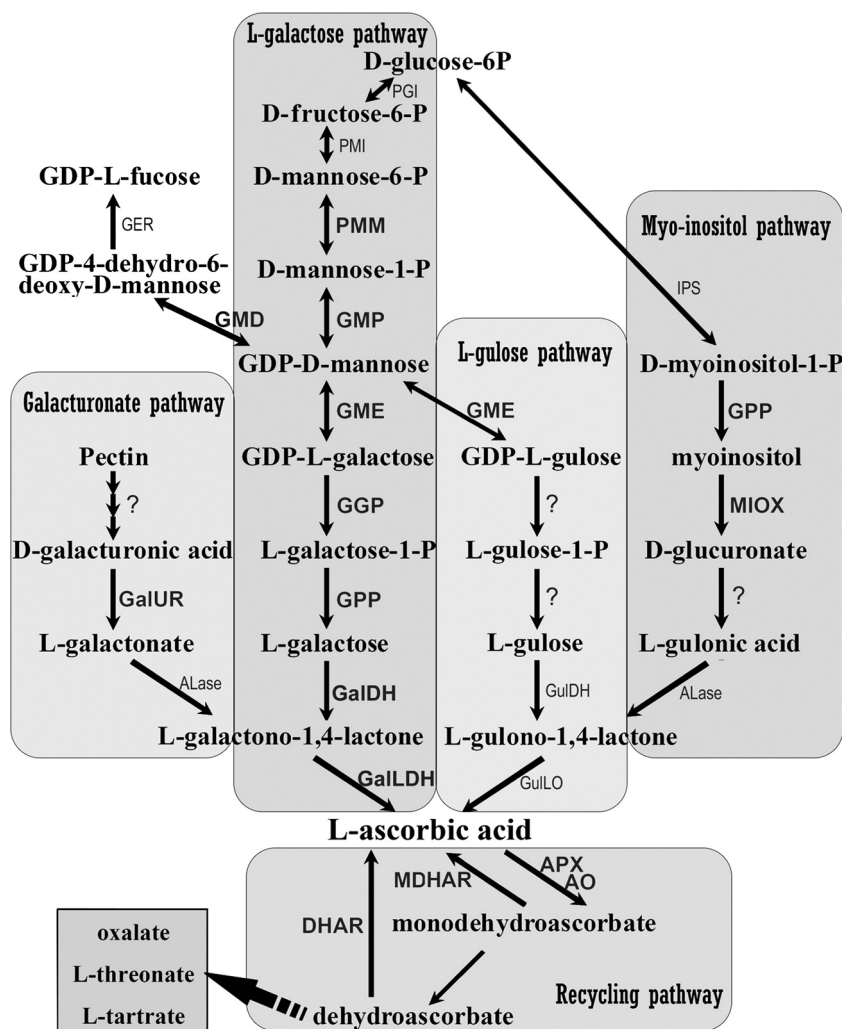 L-galactose pathway
D-glucose-6P
PGI
D-fructose-6-P
PMI
GDP-L-fucose
D-mannose-6-P
GER
PMM
Myo-inositol pathway
GDP-4-dehydro-6-
deoxy-D-mannose
D-mannose-1-P
IPS
GMD
GMP
L-gulose pathway
GDP-D-mannose
D-myoinositol-1-P
Galacturonate pathway
GME
GME
GPP
Pectin
GDP-L-galactose
GDP-L-gulose
myoinositol
?
GGP
?
MIOX
D-galacturonic acid
L-galactose-1-P
L-gulose-1-P
D-glucuronate
GalUR
GPP
?
?
L-galactonate
L-galactose
L-gulose
L-gulonic acid
ALase
GalDH
GulDH
ALase
L-galactono-1,4-lactone
L-gulono-1,4-lactone
GalLDH
GulLO
L-ascorbic acid
MDHAR
APX
AO
DHAR
monodehydroascorbate
oxalate
L-threonate
L-tartrate
dehydroascorbate
Recycling pathway